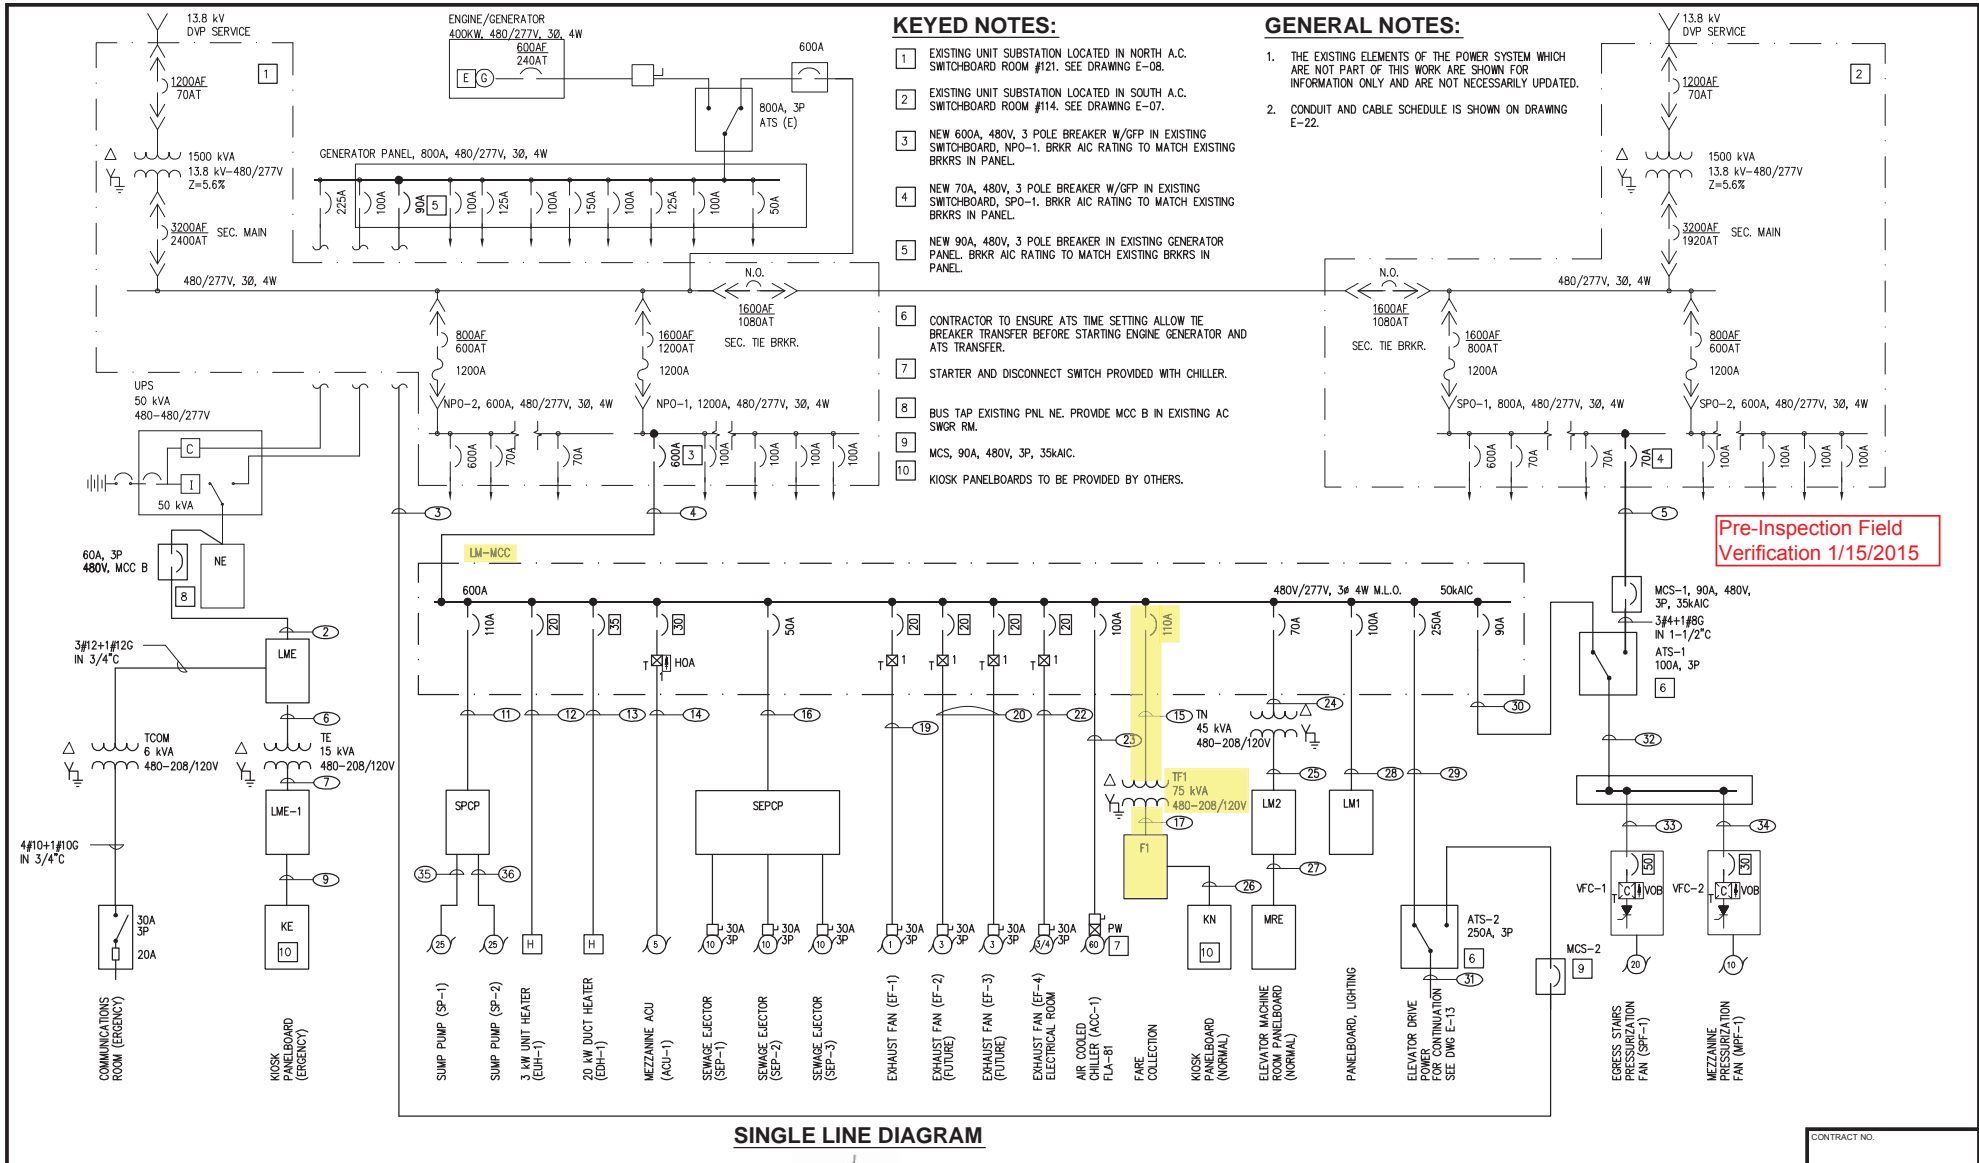 13.8 kV
DVP SERVICE
1200AF
70AT
1
1500 kVA
13.8 kV-480/277V
Z=5.6%
3200AF
2400AT
SEC. MAIN
480/277V, 3Ø, 4W
ENGINE/GENERATOR
400KW, 480/277V, 3Ø, 4W
600AF
240AT
E
G
600A
800A, 3P
ATS (E)
GENERATOR PANEL, 800A, 480/277V, 3Ø, 4W
225A
100A
90A
5
100A
125A
100A
150A
100A
125A
100A
50A
KEYED NOTES:
1
EXISTING UNIT SUBSTATION LOCATED IN NORTH A.C.
SWITCHBOARD ROOM #121. SEE DRAWING E-08.
2
EXISTING UNIT SUBSTATION LOCATED IN SOUTH A.C.
SWITCHBOARD ROOM #114. SEE DRAWING E-07.
3
NEW 600A, 480V, 3 POLE BREAKER W/GFP IN EXISTING
SWITCHBOARD, NPO-1. BRKR AIC RATING TO MATCH EXISTING
BRKRS IN PANEL.
4
NEW 70A, 480V, 3 POLE BREAKER W/GFP IN EXISTING
SWITCHBOARD, SPO-1. BRKR AIC RATING TO MATCH EXISTING
BRKRS IN PANEL.
5
NEW 90A, 480V, 3 POLE BREAKER IN EXISTING GENERATOR
PANEL. BRKR AIC RATING TO MATCH EXISTING BRKRS IN
PANEL.
6
CONTRACTOR TO ENSURE ATS TIME SETTING ALLOW TIE
BREAKER TRANSFER BEFORE STARTING ENGINE GENERATOR AND
ATS TRANSFER.
7
STARTER AND DISCONNECT SWITCH PROVIDED WITH CHILLER.
8
BUS TAP EXISTING PNL NE. PROVIDE MCC B IN EXISTING AC
SWGR RM.
9
MCS, 90A, 480V, 3P, 35kAIC.
10
KIOSK PANELBOARDS TO BE PROVIDED BY OTHERS.
GENERAL NOTES:
1. THE EXISTING ELEMENTS OF THE POWER SYSTEM WHICH
ARE NOT PART OF THIS WORK ARE SHOWN FOR
INFORMATION ONLY AND ARE NOT NECESSARILY UPDATED.
2. CONDUIT AND CABLE SCHEDULE IS SHOWN ON DRAWING
E-22.
13.8 kV
DVP SERVICE
1200AF
70AT
2
1500 kVA
13.8 kV-480/277V
Z=5.6%
3200AF
1920AT
SEC. MAIN
480/277V, 3Ø, 4W
800AF
600AT
1200A
1600AF
1200AT
1200A
N.O.
1600AF
1080AT
SEC. TIE BRKR.
N.O.
1600AF
1080AT
SEC. TIE BRKR.
1600AF
800AT
1200A
800AF
600AT
1200A
NPO-2, 600A, 480/277V, 3Ø, 4W
600A
70A
70A
NPO-1, 1200A, 480/277V, 3Ø, 4W
600A
3
100A
100A
100A
100A
SPO-1, 800A, 480/277V, 3Ø, 4W
600A
70A
70A
70A
4
SPO-2, 600A, 480/277V, 3Ø, 4W
100A
100A
100A
100A
UPS
50 kVA
480-480/277V
C
I
50 kVA
60A, 3P
480V, MCC B
8
NE
3
4
5
Pre-Inspection Field
Verification 1/15/2015
2
3#12+1#12G
IN 3/4"C
LME
6
TCOM
6 kVA
480-208/120V
TE
15 kVA
480-208/120V
7
LME-1
4#10+1#10G
IN 3/4"C
9
30A
3P
20A
KE
10
COMMUNICATIONS
ROOM (ERGENCY)
KIOSK
PANELBOARD
(ERGENCY)
LM-MCC
600A
480V/277V, 3Ø 4W M.L.O.
50kAIC
110A
20
35
30
50A
20
20
20
20
100A
110A
70A
100A
250A
90A
T
HOA
1
T
1
T
1
T
1
T
1
11
12
13
14
16
19
20
22
23
15
24
30
TN
45 kVA
480-208/120V
TF1
75 kVA
480-208/120V
17
25
28
29
SPCP
SEPCP
F1
LM2
LM1
35
36
26
27
25
25
H
H
5
10
30A
3P
10
30A
3P
10
30A
3P
1
30A
3P
3
30A
3P
3
30A
3P
3/4
30A
3P
60
PW
7
KN
10
MRE
ATS-2
250A, 3P
6
31
MCS-2
9
MCS-1, 90A, 480V,
3P, 35kAIC
3#4+1#8G
IN 1-1/2"C
ATS-1
100A, 3P
6
32
33
34
VFC-1
50
T
C
VOB
20
VFC-2
30
T
C
VOB
10
SUMP PUMP (SP-1)
SUMP PUMP (SP-2)
3 kW UNIT HEATER
(EUH-1)
20 kW DUCT HEATER
(EDH-1)
MEZZANINE ACU
(ACU-1)
SEWAGE EJECTOR
(SEP-1)
SEWAGE EJECTOR
(SEP-2)
SEWAGE EJECTOR
(SEP-3)
EXHAUST FAN (EF-1)
EXHAUST FAN (EF-2)
(FUTURE)
EXHAUST FAN (EF-3)
(FUTURE)
EXHAUST FAN (EF-4)
ELECTRICAL ROOM
AIR COOLED
CHILLER (ACC-1)
FLA-81
FARE
COLLECTION
KIOSK
PANELBOARD
(NORMAL)
ELEVATOR MACHINE
ROOM PANELBOARD
(NORMAL)
PANELBOARD, LIGHTING
ELEVATOR DRIVE
POWER
FOR CONTINUATION
SEE DWG E-13
EGRESS STAIRS
PRESSURIZATION
FAN (SPF-1)
MEZZANINE
PRESSURIZATION
FAN (MPF-1)
SINGLE LINE DIAGRAM
CONTRACT NO.